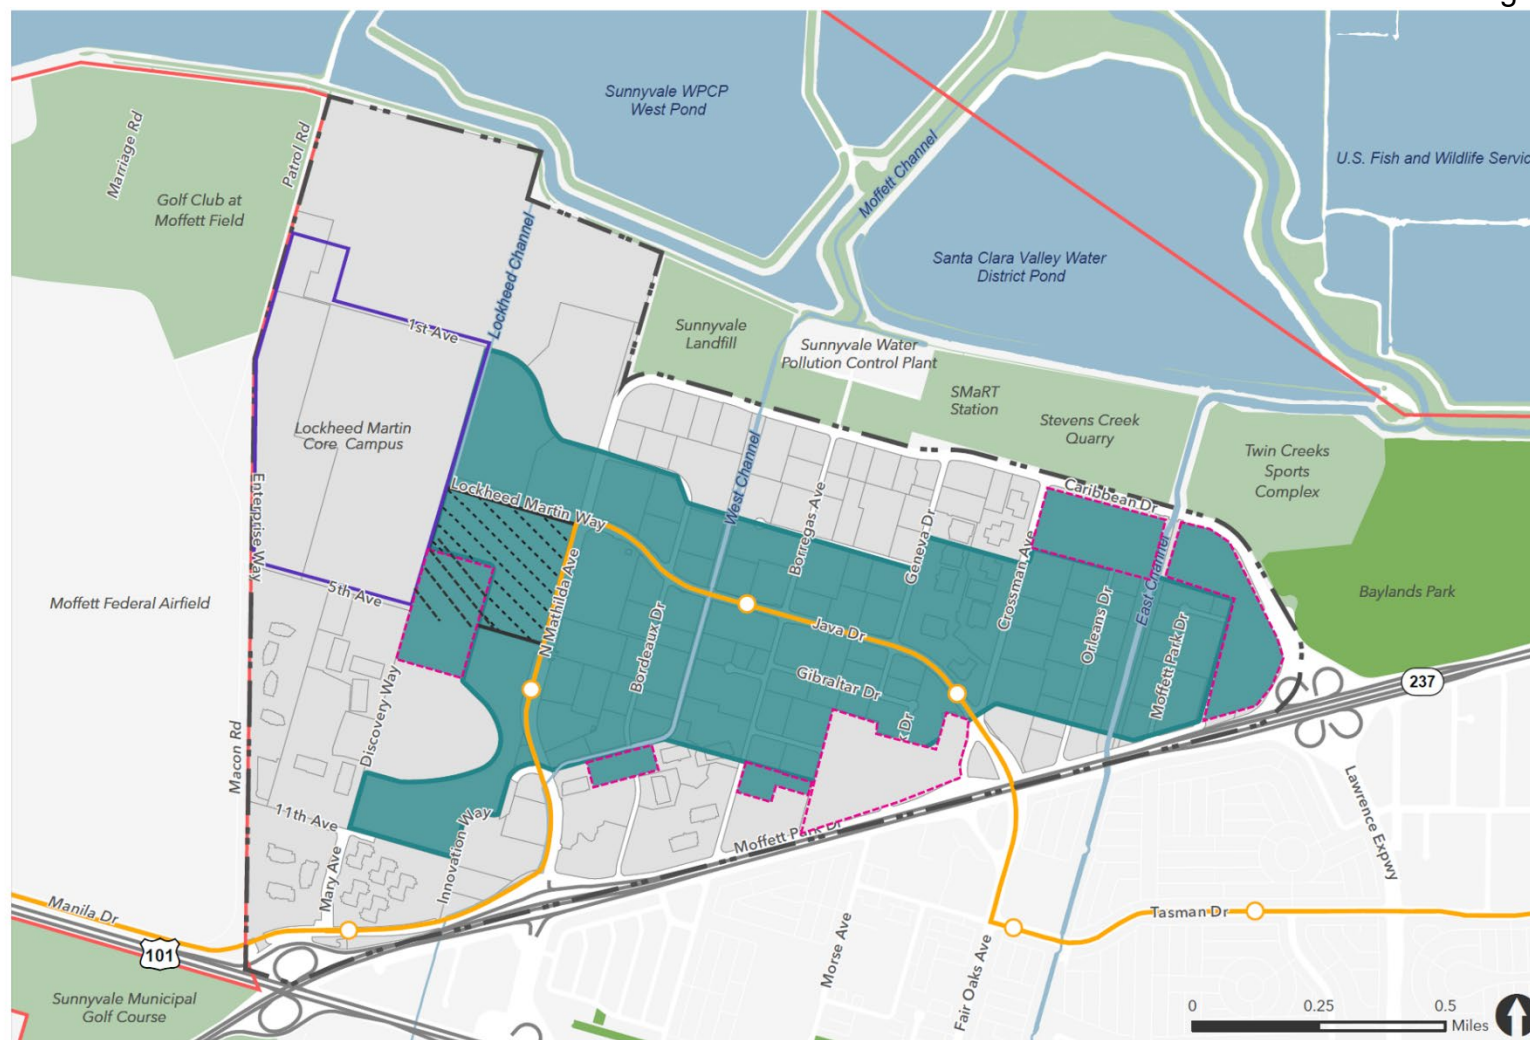 Sunnyvale WPCP
West Pond
Marriage Rd
Patrol Rd
Golf Club at
Moffett Field
Moffett Channel
U.S. Fish and Wildlife Servic
Lockheed Channel
Santa Clara Valley Water
District Pond
1st Ave
Sunnyvale
Landfill
Sunnyvale Water
Pollution Control Plant
SMaRT
Station
Stevens Creek
Quarry
Lockheed Martin
Core Campus
Twin Creeks
Sports
Complex
West Channel
Caribbean Dr
Enterprise Way
Lockheed Martin Way
Borregas Ave
Geneva Dr
Crossman Ave
East Channel
5th Ave
N Mathilda Ave
Moffett Federal Airfield
Baylands Park
Java Dr
Orleans Dr
Bordeaux Dr
Gibraltar Dr
Moffett Park Dr
237
Discovery Way
k Dr
Macon Rd
11th Ave
Innovation Way
Moffett Park Dr
Lawrence Expwy
Mary Ave
Manila Dr
Tasman Dr
101
Morse Ave
Fair Oaks Ave
Sunnyvale Municipal
Golf Course
0 0.25 0.5
Miles